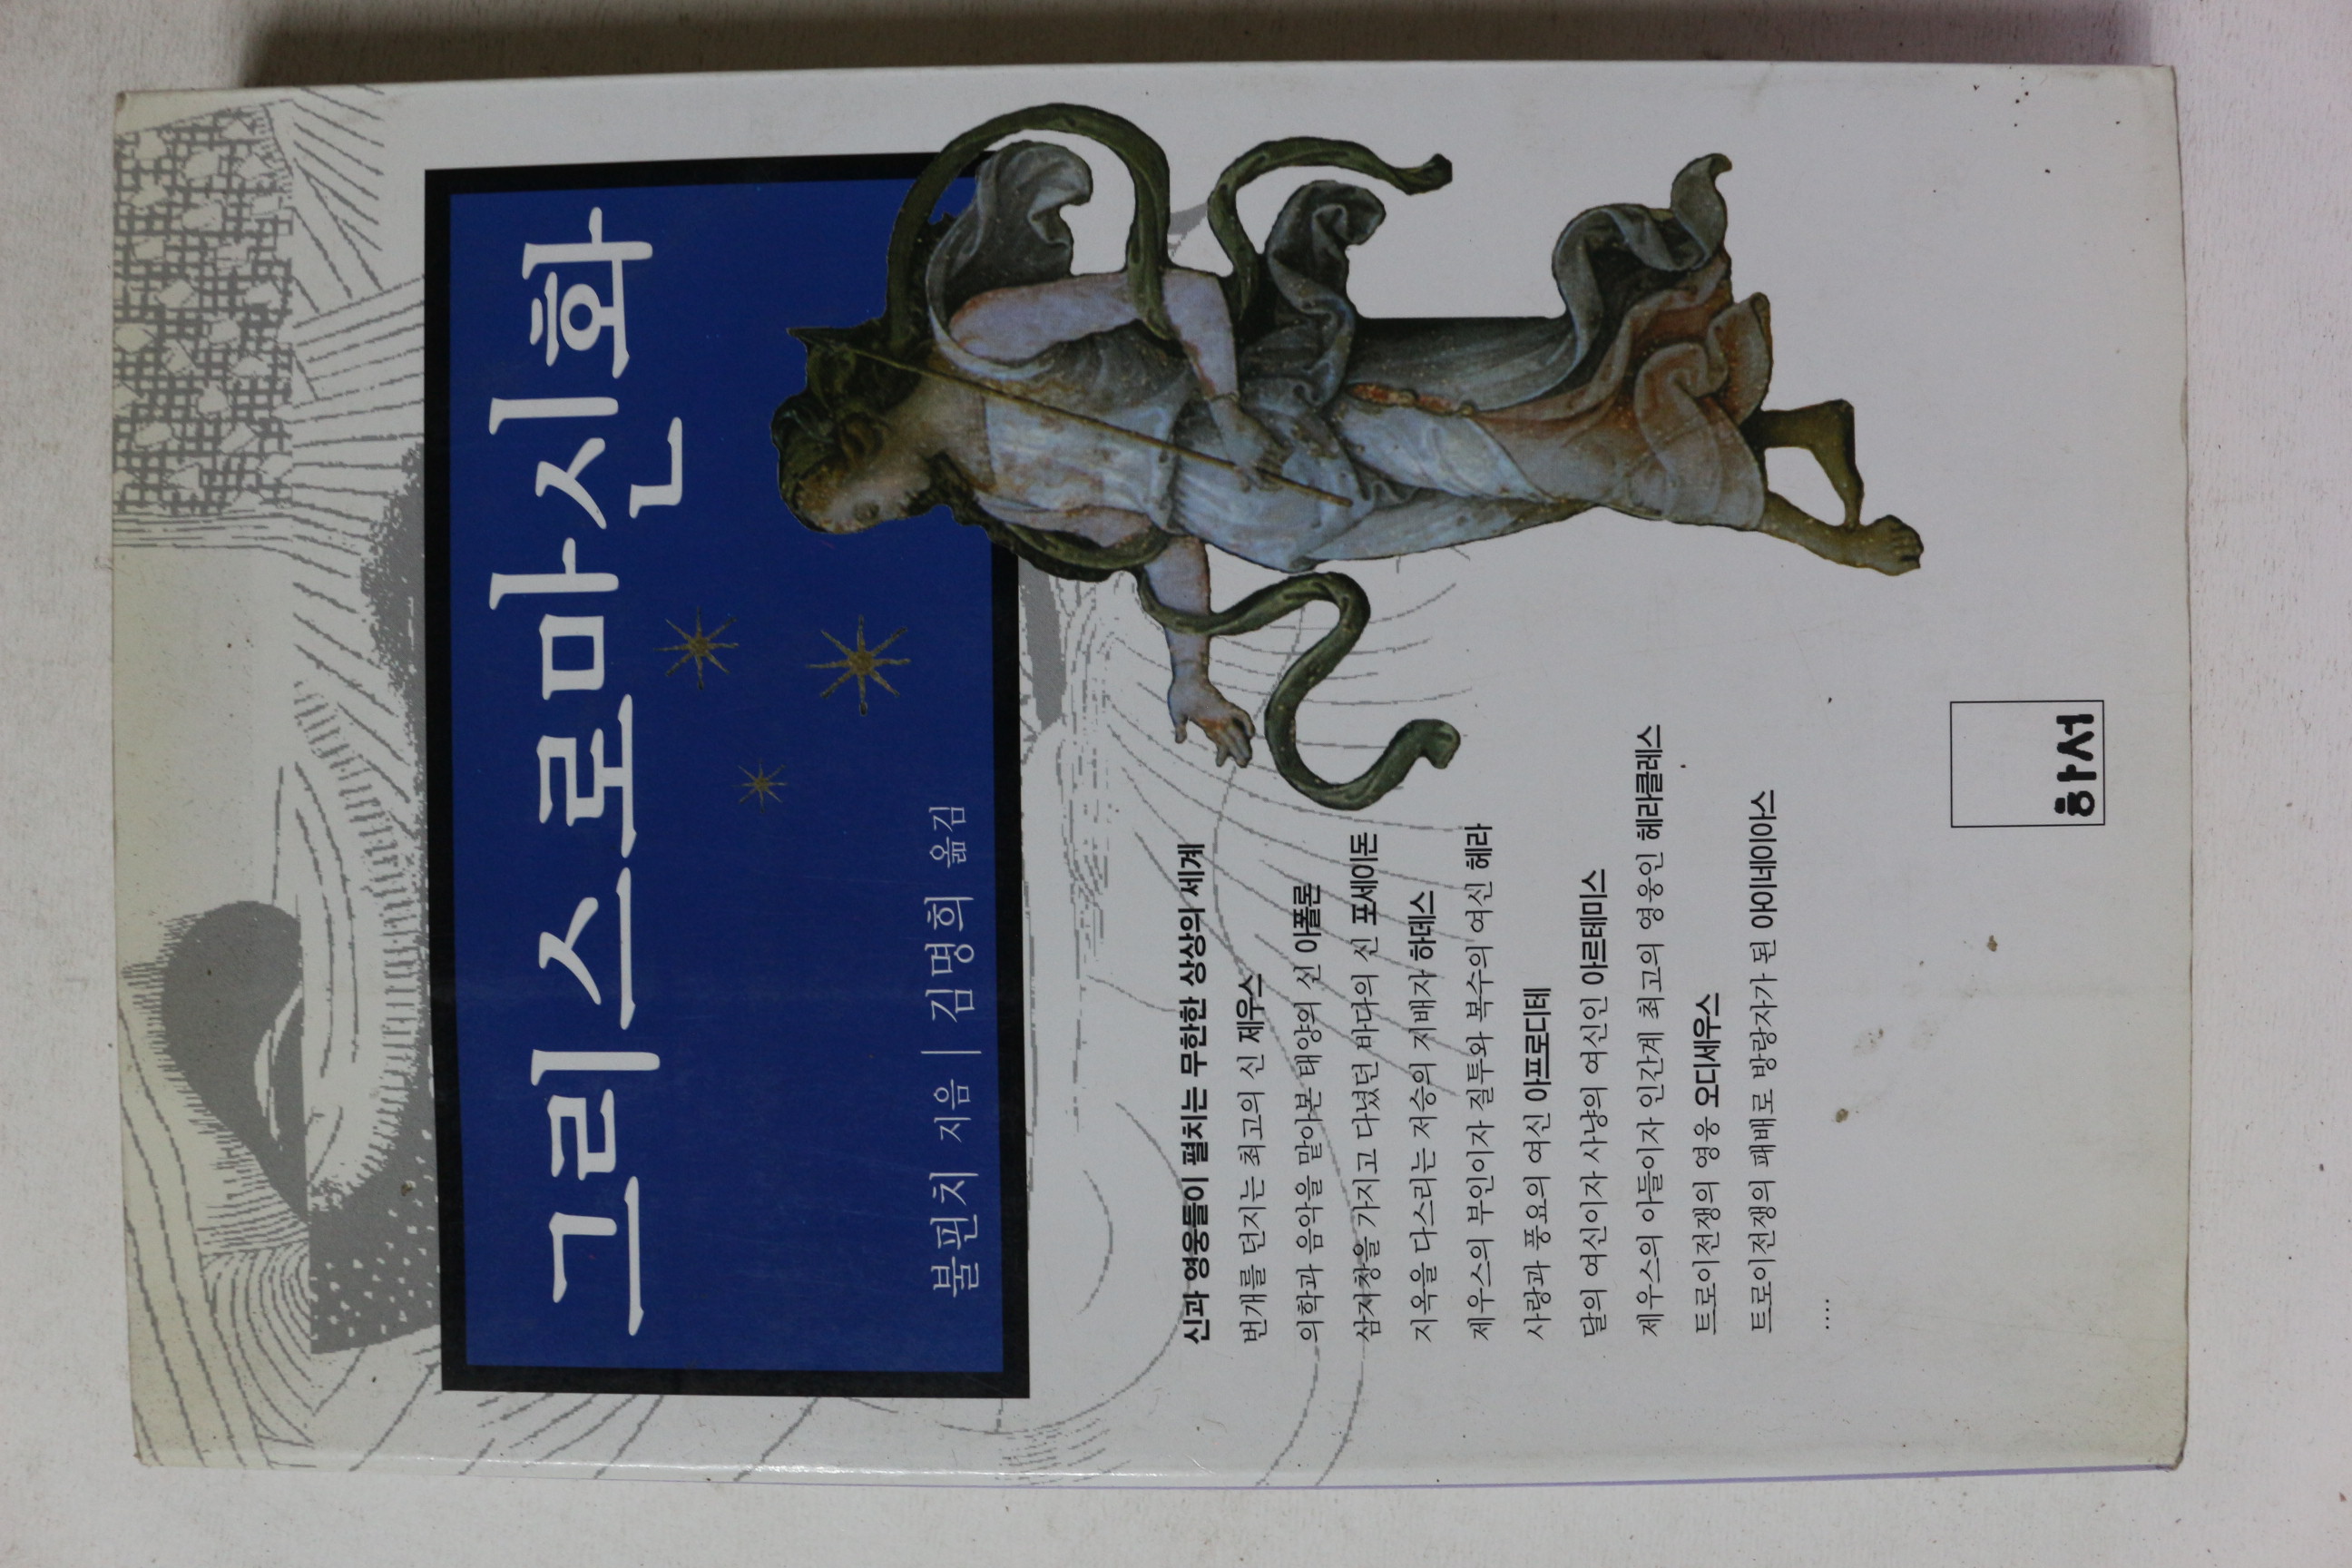 그리스로마신화
불핀치 지음 | 김명희 옮김
신과 영웅들이 펼치는 무한한 상상의 세계
번개를 던지는 최고의 신 제우스
의학과 음악을 맡아본 태양의 신 아폴론
삼지창을 가지고 다녔던 바다의 신 포세이돈
지옥을 다스리는 저승의 지배자 하데스
제우스의 부인이자 질투와 복수의 여신 헤라
사랑과 풍요의 여신 아프로디테
달의 여신이자 사냥의 여신인 아르테미스
제우스의 아들이자 인간계 최고의 영웅인 헤라클레스
트로이전쟁의 영웅 오디세우스
트로이전쟁의 패배로 방랑자가 된 아이네이아스
....
하서